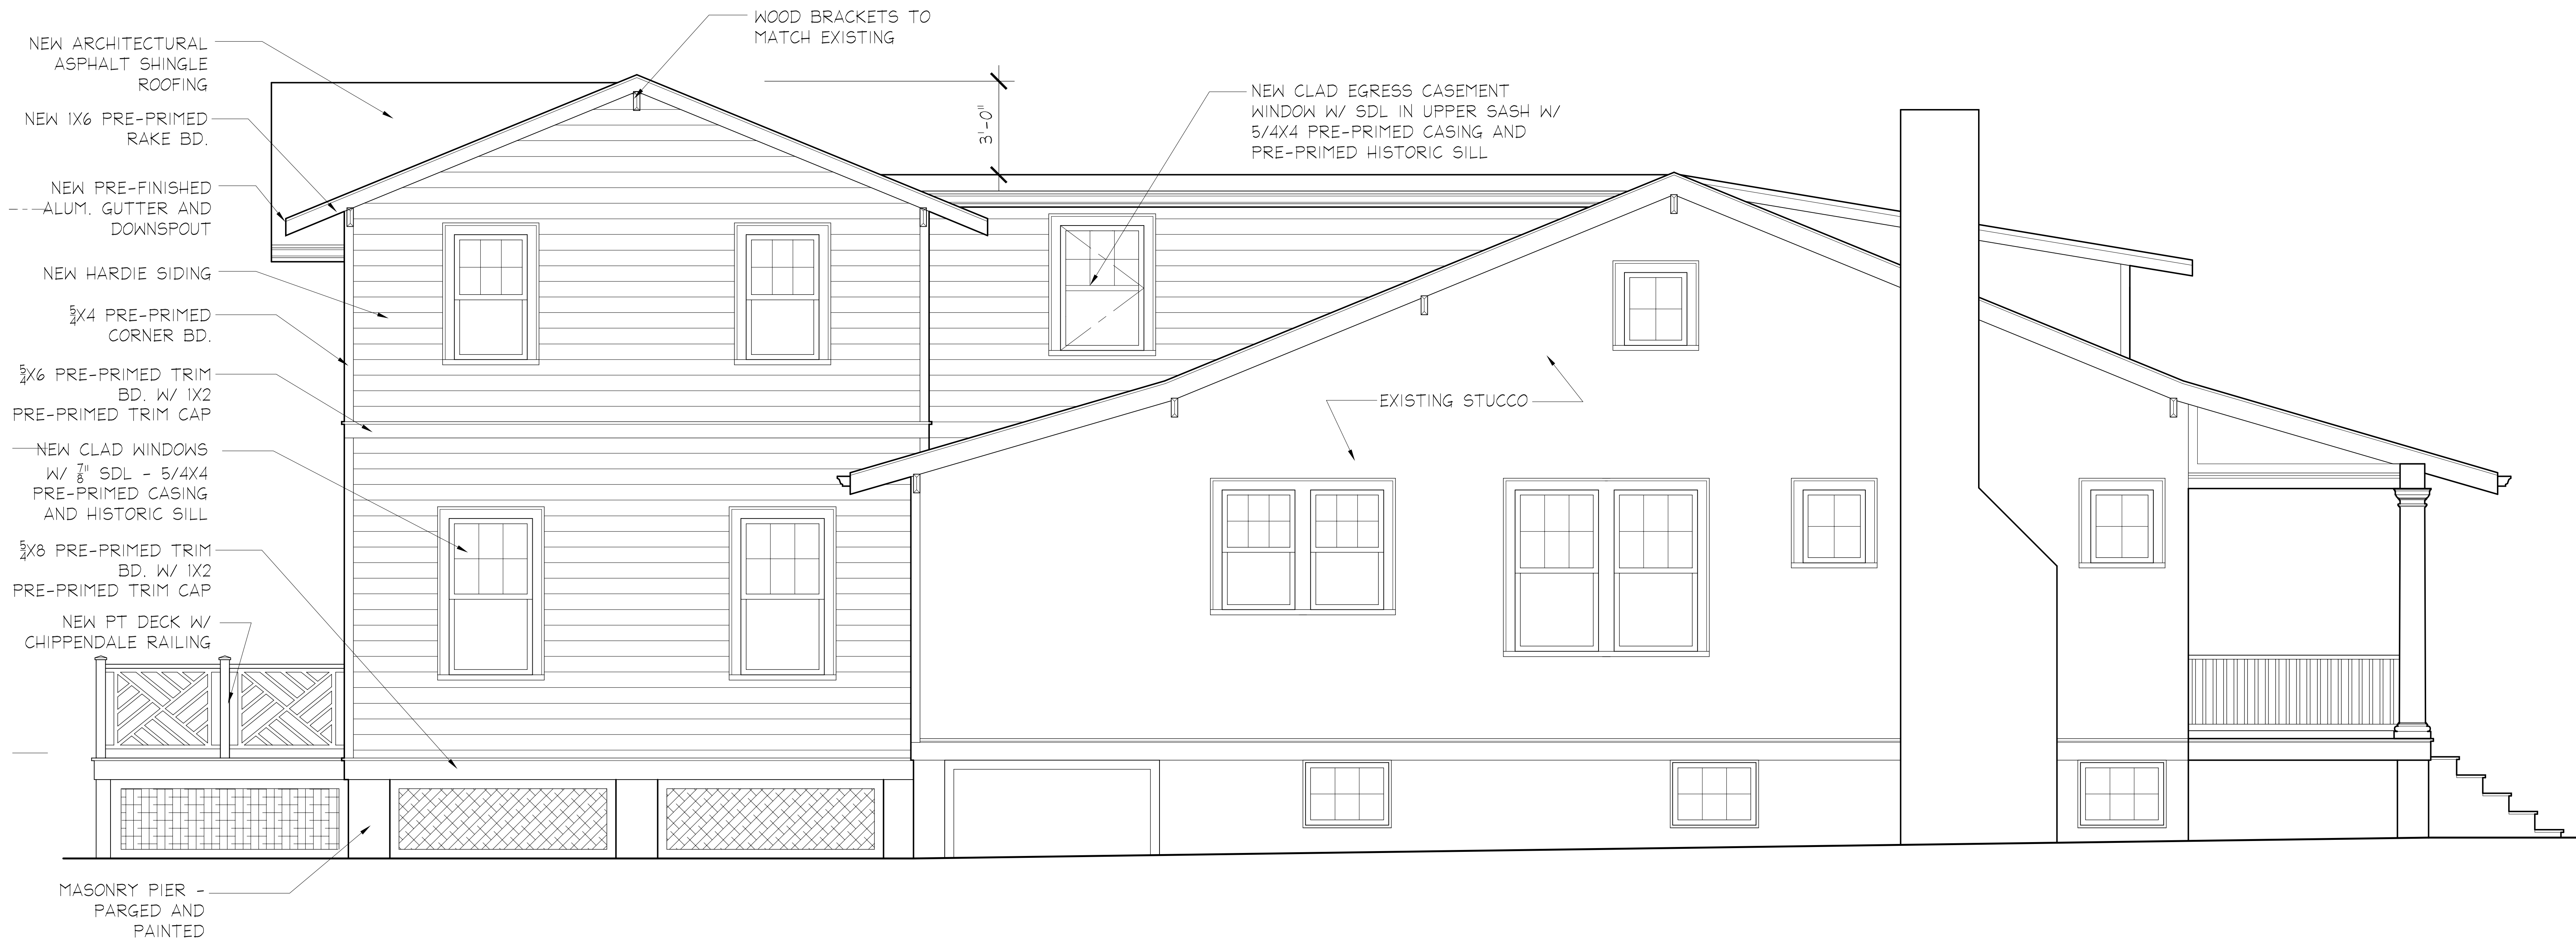 WOOD BRACKETS TO
MATCH EXISTING
NEW ARCHITECTURAL
ASPHALT SHINGLE
ROOFING
NEW 1X6 PRE-PRIMED
RAKE BD.
NEW PRE-FINISHED
ALUM. GUTTER AND
DOWNSPOUT
NEW HARDIE SIDING
5/4X4 PRE-PRIMED
CORNER BD.
5/4X6 PRE-PRIMED TRIM
BD. W/ 1X2
PRE-PRIMED TRIM CAP
NEW CLAD WINDOWS
W/ 7/8" SDL - 5/4X4
PRE-PRIMED CASING
AND HISTORIC SILL
5/4X8 PRE-PRIMED TRIM
BD. W/ 1X2
PRE-PRIMED TRIM CAP
NEW PT DECK W/
CHIPPENDALE RAILING
MASONRY PIER -
PARGED AND
PAINTED
3'-0"
NEW CLAD EGRESS CASEMENT
WINDOW W/ SDL IN UPPER SASH W/
5/4X4 PRE-PRIMED CASING AND
PRE-PRIMED HISTORIC SILL
EXISTING STUCCO